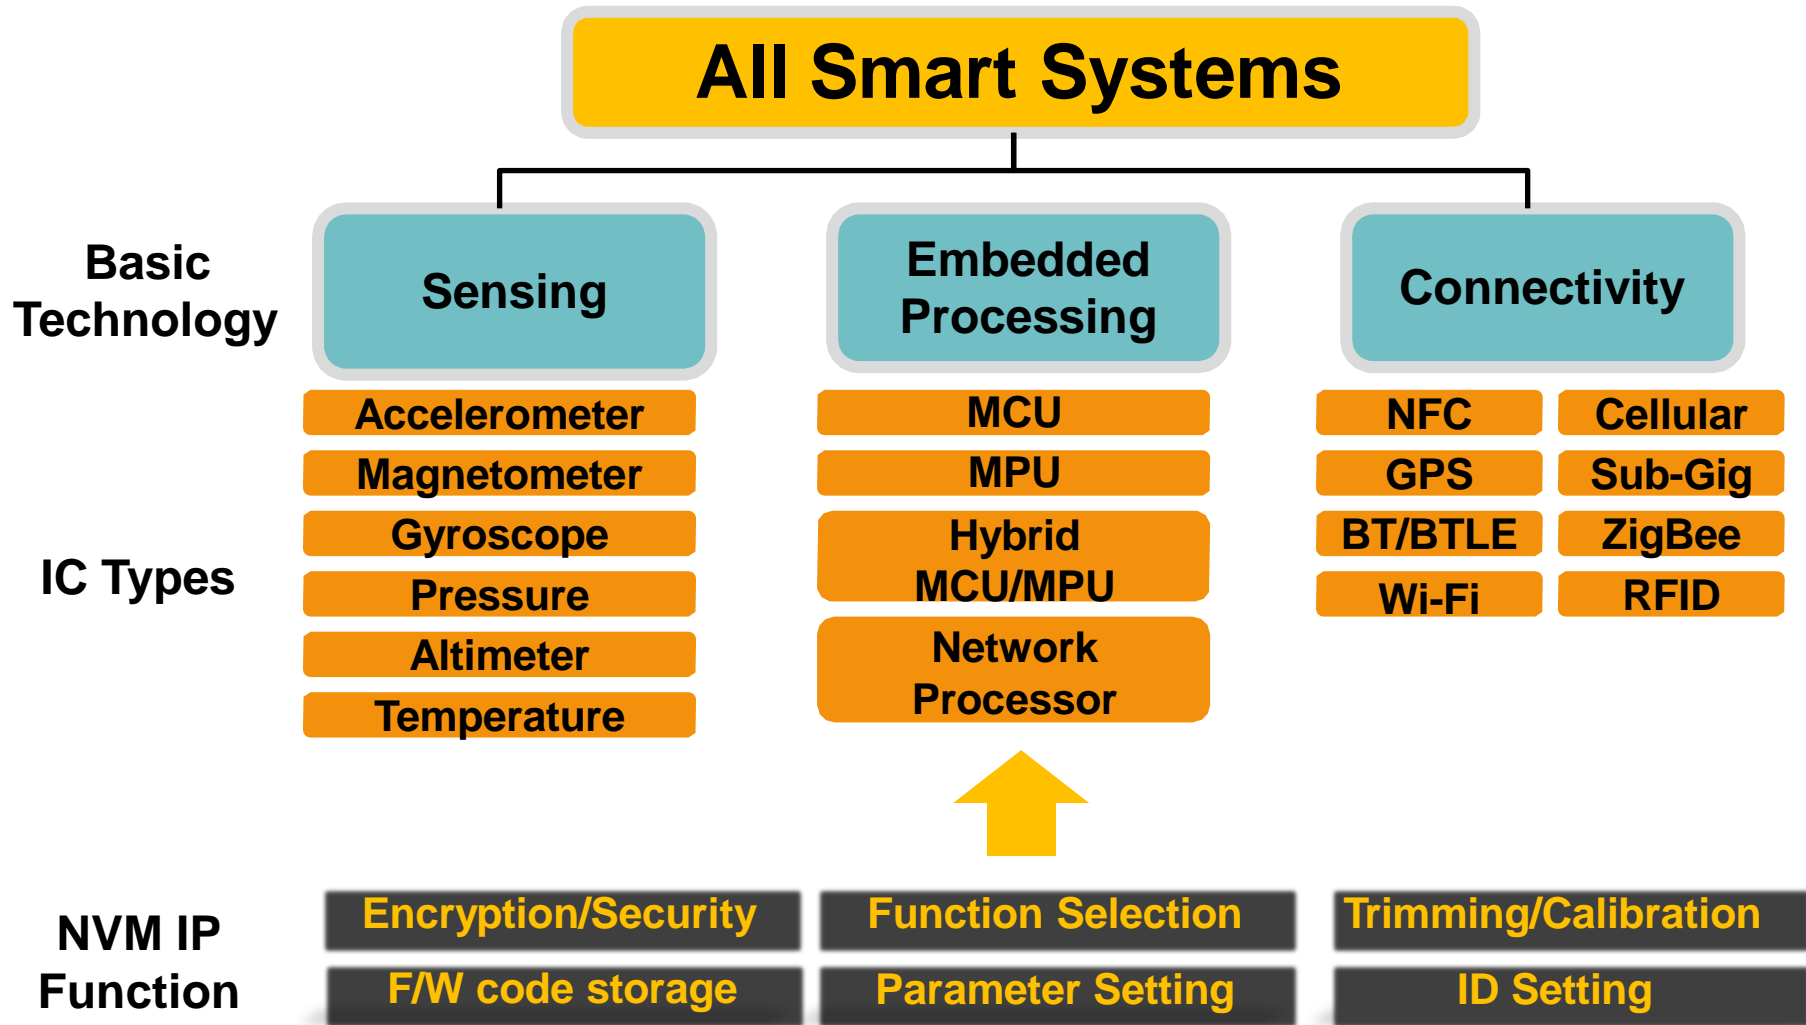 All Smart Systems
Basic
Technology
Sensing
Embedded
Processing
Connectivity
IC Types
Accelerometer
Magnetometer
Gyroscope
Pressure
Altimeter
Temperature
MCU
MPU
Hybrid
MCU/MPU
Network
Processor
NFC
Cellular
GPS
Sub-Gig
BT/BTLE
ZigBee
Wi-Fi
RFID
NVM IP
Function
Encryption/Security
Function Selection
Trimming/Calibration
F/W code storage
Parameter Setting
ID Setting